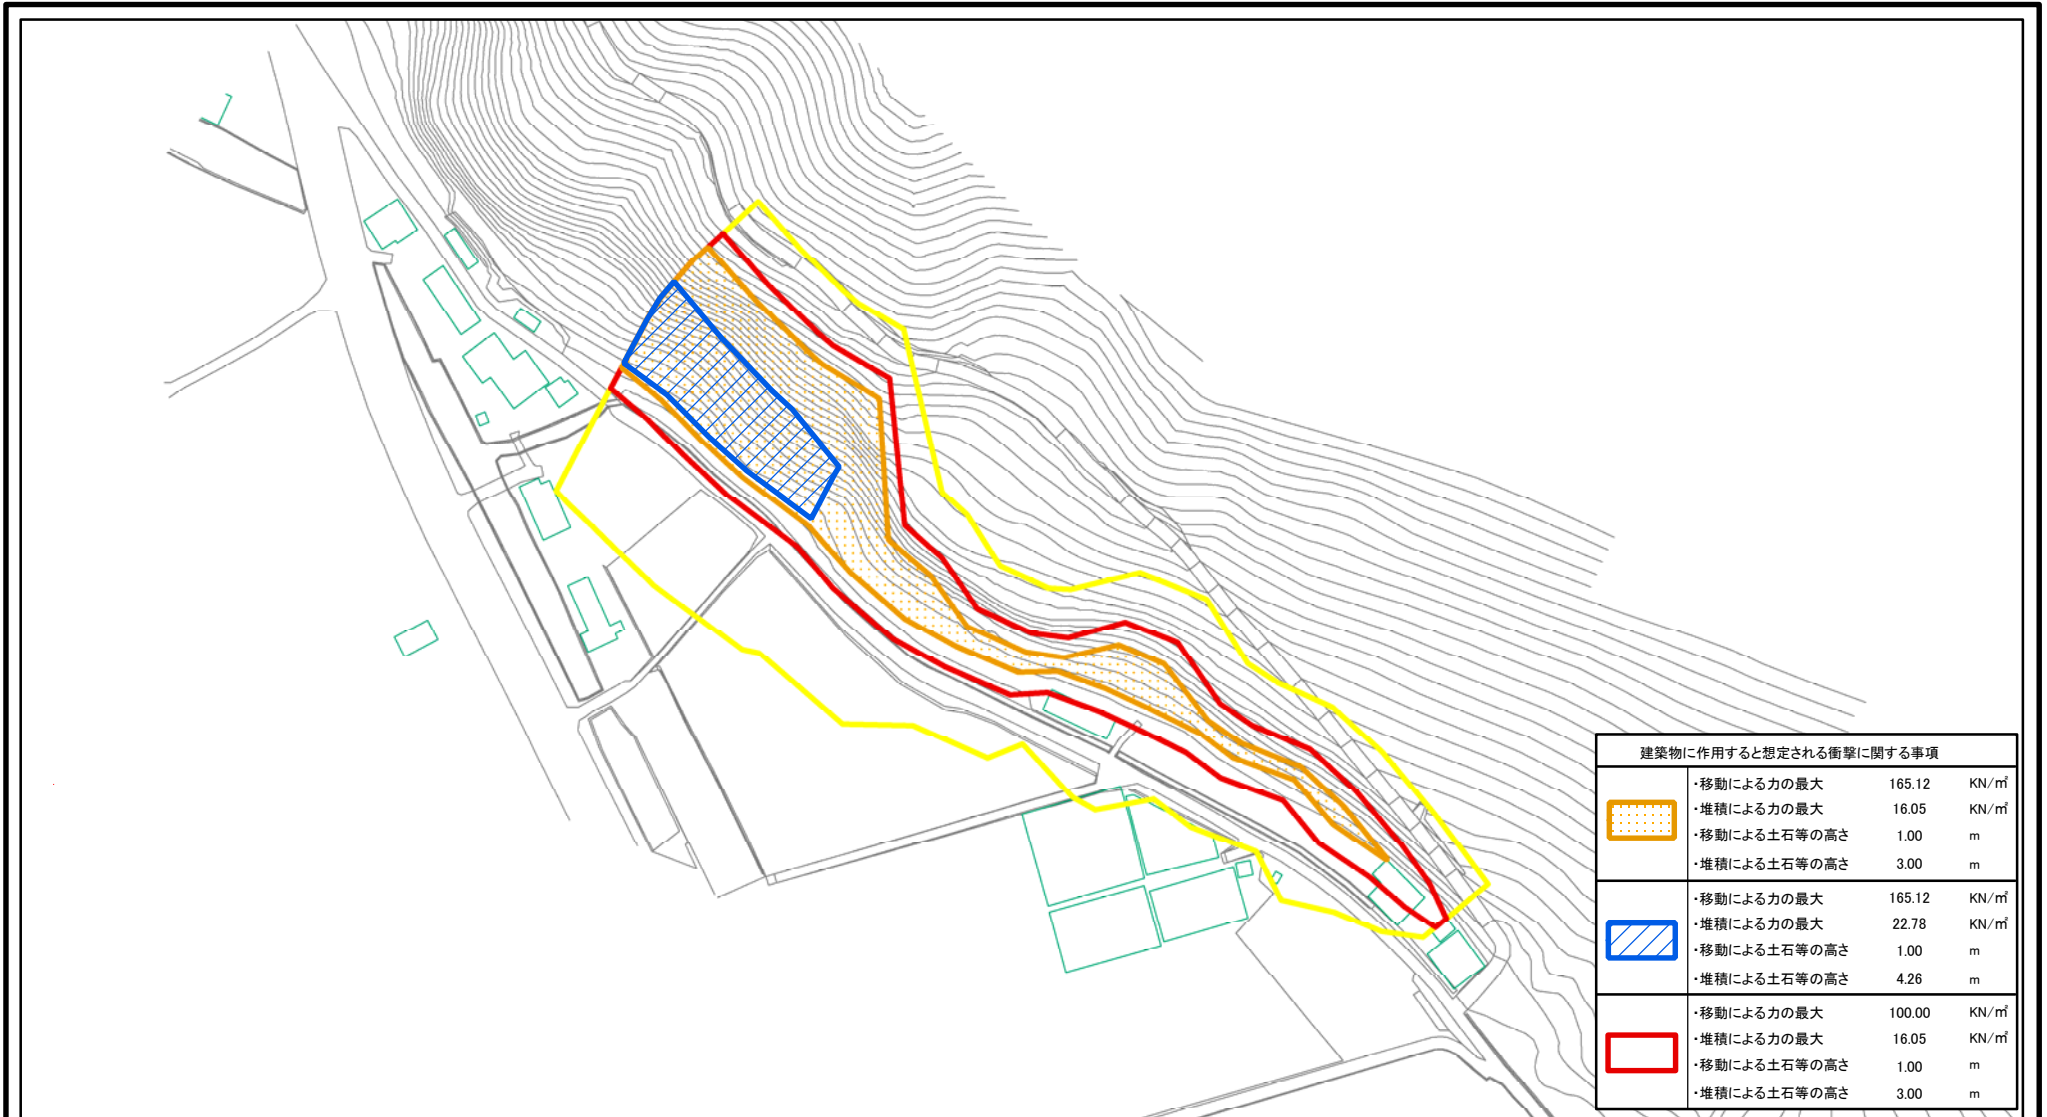 建築物に作用すると想定される衝撃に関する事項
・移動による力の最大 165.12 KN/㎡
・堆積による力の最大 16.05 KN/㎡
・移動による土石等の高さ 1.00 m
・堆積による土石等の高さ 3.00 m
・移動による力の最大 165.12 KN/㎡
・堆積による力の最大 22.78 KN/㎡
・移動による土石等の高さ 1.00 m
・堆積による土石等の高さ 4.26 m
・移動による力の最大 100.00 KN/㎡
・堆積による力の最大 16.05 KN/㎡
・移動による土石等の高さ 1.00 m
・堆積による土石等の高さ 3.00 m